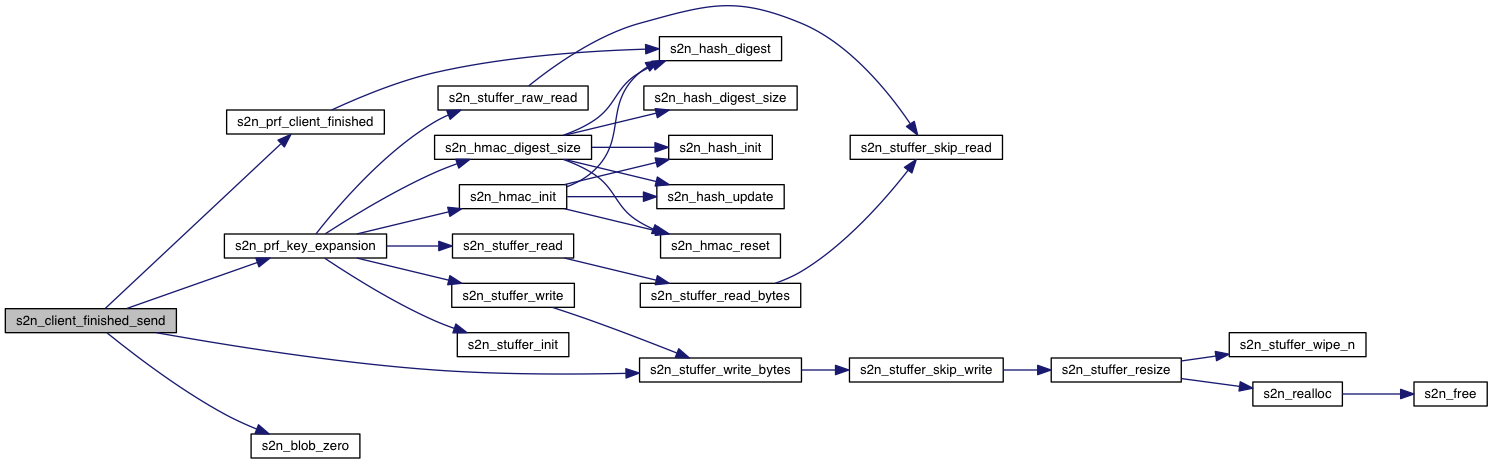 s2n_hash_digest
s2n_stuffer_raw_read
s2n_hash_digest_size
s2n_prf_client_finished
s2n_hmac_digest_size
s2n_hash_init
s2n_stuffer_skip_read
s2n_hmac_init
s2n_hash_update
s2n_prf_key_expansion
s2n_stuffer_read
s2n_hmac_reset
s2n_stuffer_write
s2n_stuffer_read_bytes
s2n_client_finished_send
s2n_stuffer_init
s2n_stuffer_wipe_n
s2n_stuffer_write_bytes
s2n_stuffer_skip_write
s2n_stuffer_resize
s2n_realloc
s2n_free
s2n_blob_zero